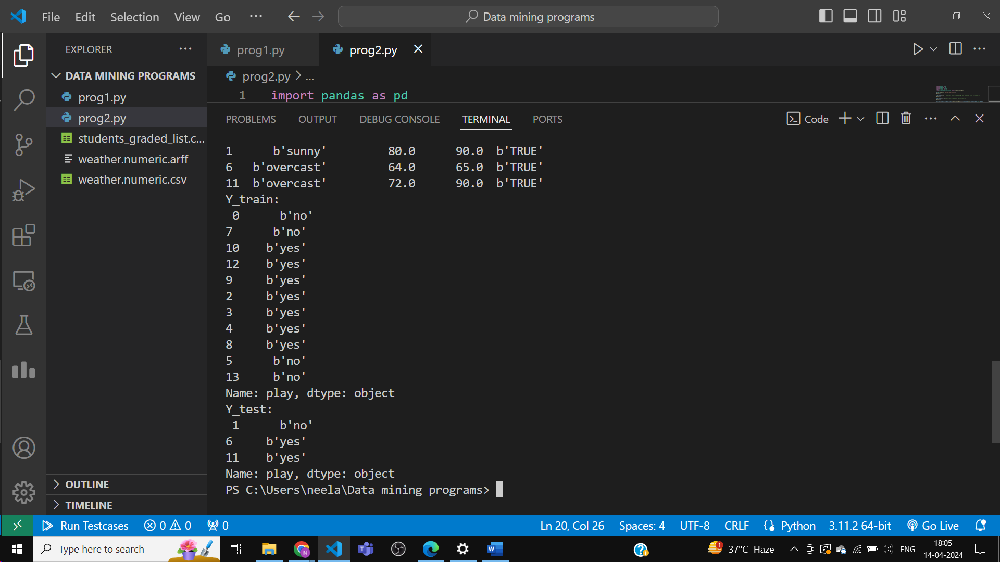 File Edit Selection View Go ··· Data mining programs
EXPLORER ···
prog1.py
prog2.py
DATA MINING PROGRAMS
prog1.py
prog2.py
students_graded_list.c...
weather.numeric.arff
weather.numeric.csv
OUTLINE
TIMELINE
prog2.py > ...
1 import pandas as pd
PROBLEMS OUTPUT DEBUG CONSOLE TERMINAL PORTS Code
1 b'sunny' 80.0 90.0 b'TRUE'
6 b'overcast' 64.0 65.0 b'TRUE'
11 b'overcast' 72.0 90.0 b'TRUE'
Y_train:
0 b'no'
7 b'no'
10 b'yes'
12 b'yes'
9 b'yes'
2 b'yes'
3 b'yes'
4 b'yes'
8 b'yes'
5 b'no'
13 b'no'
Name: play, dtype: object
Y_test:
1 b'no'
6 b'yes'
11 b'yes'
Name: play, dtype: object
PS C:\Users\neela\Data mining programs>
Run Testcases 0 0 0 Ln 20, Col 26 Spaces: 4 UTF-8 CRLF Python 3.11.2 64-bit Go Live
Type here to search 1 37°C Haze ENG 18:05
14-04-2024